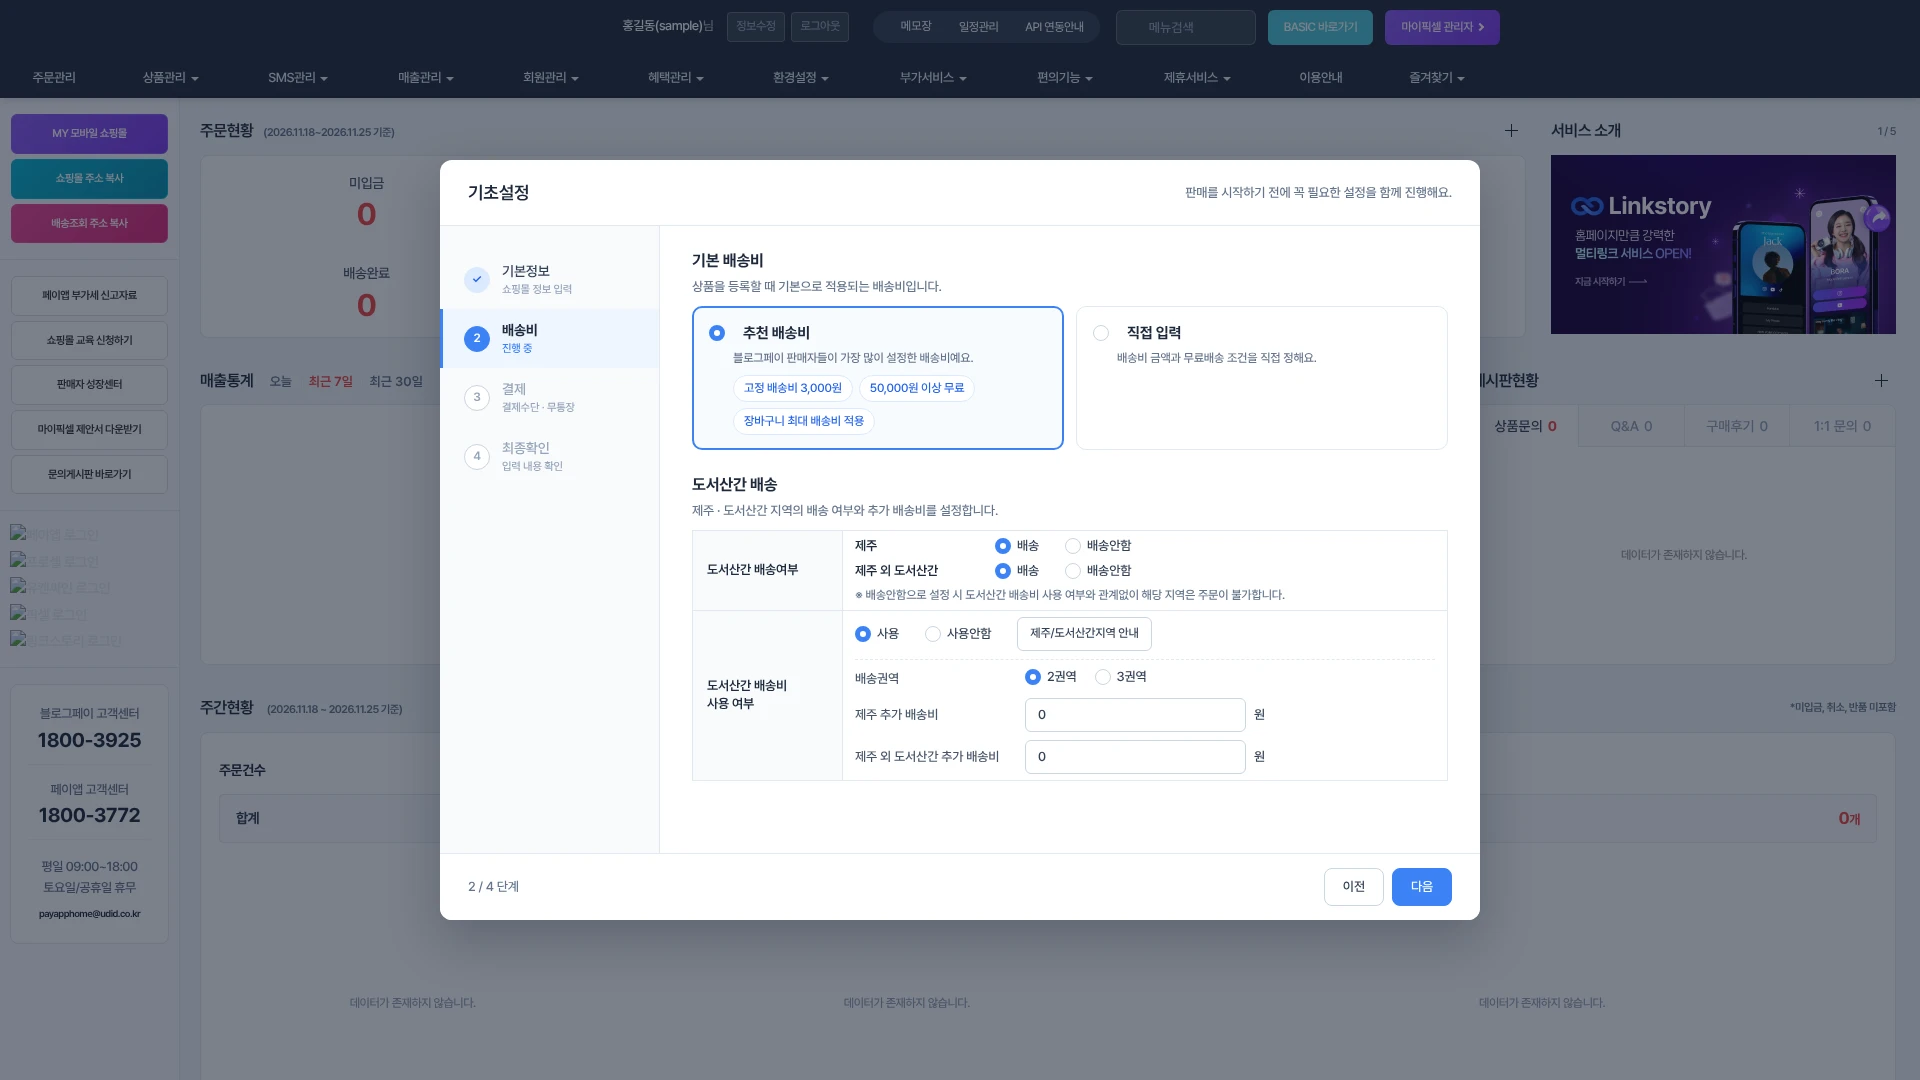 홍길동(sample)님
정보수정
로그아웃
메모장
일정관리
API 연동안내
메뉴검색
BASIC 바로가기
마이픽셀 관리자
주문관리
상품관리
SMS관리
매출관리
회원관리
혜택관리
환경설정
부가서비스
편의기능
제휴서비스
이용안내
즐겨찾기
MY 모바일 쇼핑몰
쇼핑몰 주소 복사
배송조회 주소 복사
페이앱 부가세 신고자료
쇼핑몰 교육 신청하기
판매자 성장센터
마이픽셀 제안서 다운받기
문의게시판 바로가기
페이앱 로그인
링크스토리 로그인
블로그페이 고객센터
1800-3925
페이앱 고객센터
1800-3772
평일 09:00~18:00
토요일/공휴일 휴무
payapphome@udid.co.kr
주문현황 (2026.11.18~2026.11.25 기준)
미입금
0
배송완료
0
서비스 소개
1 / 5
Linkstory
홈페이지만큼 강력한
멀티링크 서비스 OPEN!
지금 시작하기
Jack
BORA
매출통계
오늘
최근 7일
최근 30일
게시판현황
상품문의 0
Q&A 0
구매후기 0
1:1 문의 0
데이터가 존재하지 않습니다.
주간현황 (2026.11.18 ~ 2026.11.25 기준)
*미입금, 취소, 반품 미포함
주문건수
합계
0개
데이터가 존재하지 않습니다.
데이터가 존재하지 않습니다.
데이터가 존재하지 않습니다.
기초설정
판매를 시작하기 전에 꼭 필요한 설정을 함께 진행해요.
기본정보
쇼핑몰 정보 입력
2
배송비
진행 중
3
결제
결제수단 · 무통장
4
최종확인
입력 내용 확인
기본 배송비
상품을 등록할 때 기본으로 적용되는 배송비입니다.
추천 배송비
블로그페이 판매자들이 가장 많이 설정한 배송비예요.
고정 배송비 3,000원
50,000원 이상 무료
장바구니 최대 배송비 적용
직접 입력
배송비 금액과 무료배송 조건을 직접 정해요.
도서산간 배송
제주 · 도서산간 지역의 배송 여부와 추가 배송비를 설정합니다.
도서산간 배송여부
제주
배송
배송안함
제주 외 도서산간
배송
배송안함
※ 배송안함으로 설정 시 도서산간 배송비 사용 여부와 관계없이 해당 지역은 주문이 불가합니다.
도서산간 배송비
사용 여부
사용
사용안함
제주/도서산간지역 안내
배송권역
2권역
3권역
제주 추가 배송비
0
원
제주 외 도서산간 추가 배송비
0
원
2 / 4 단계
이전
다음